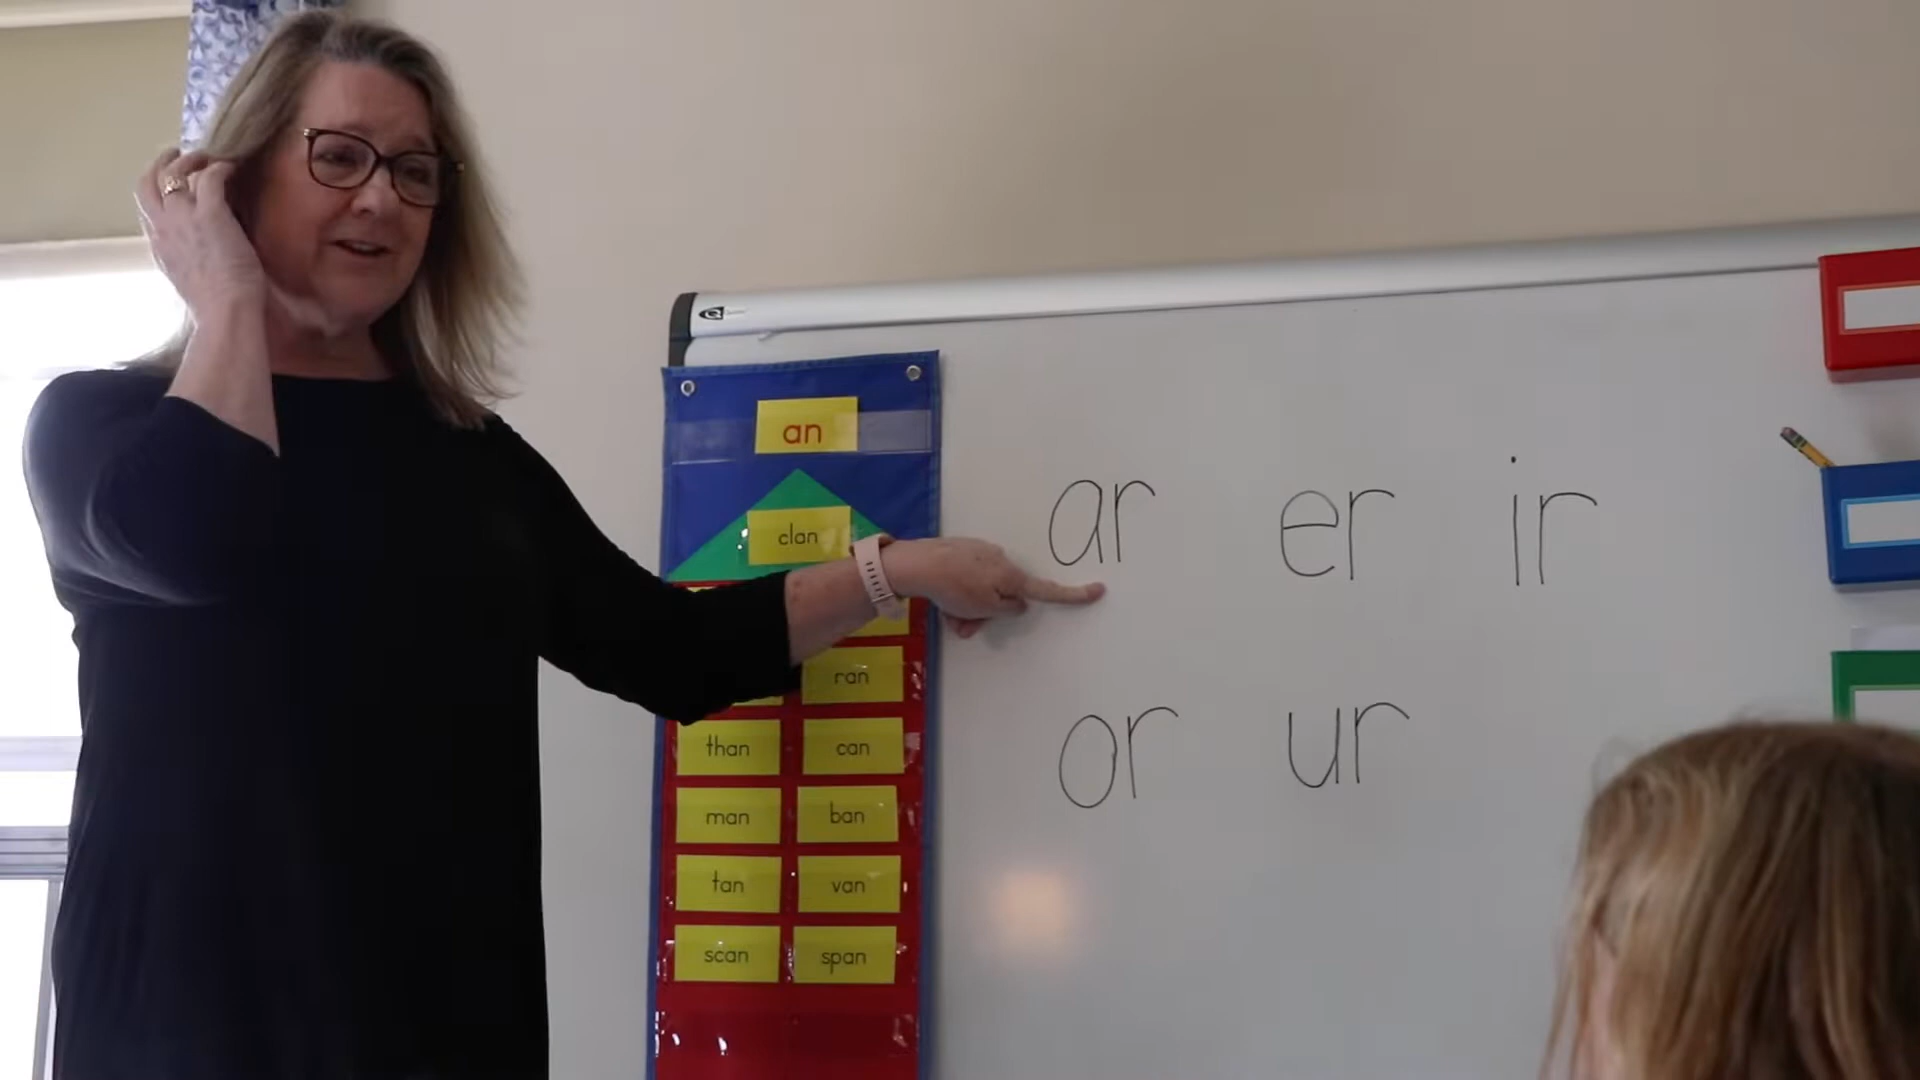 an
clan
ran
than can
man ban
tan van
scan span
ar er ir
or ur